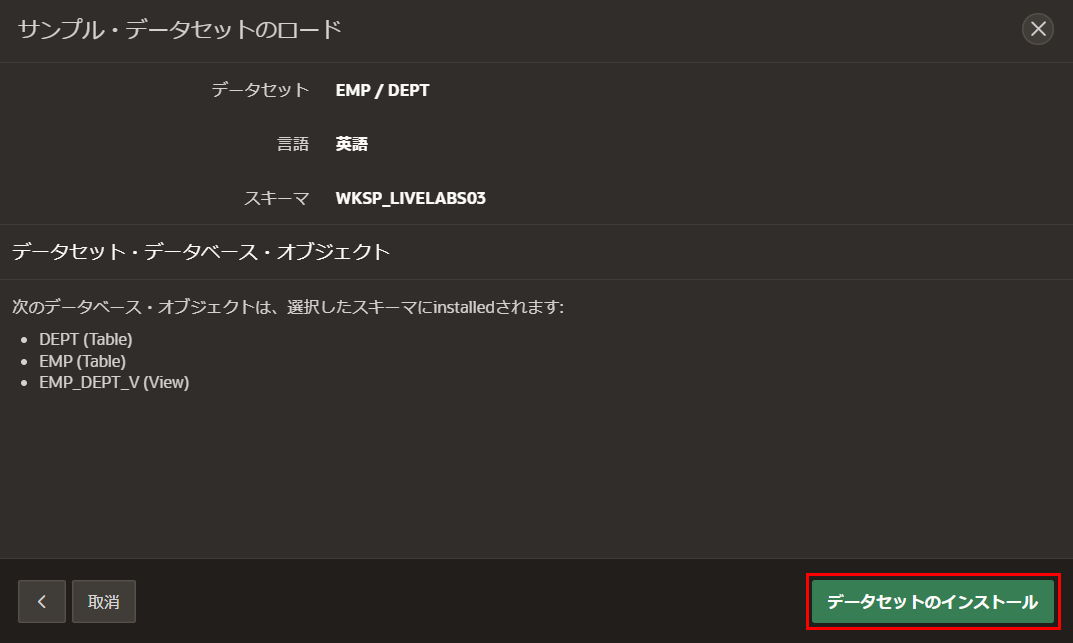 サンプル・データセットのロード
データセット EMP / DEPT
言語 英語
スキーマ WKSP_LIVELABS03
データセット・データベース・オブジェクト
次のデータベース・オブジェクトは、選択したスキーマにinstalledされます:
DEPT (Table)
EMP (Table)
EMP_DEPT_V (View)
取消 データセットのインストール